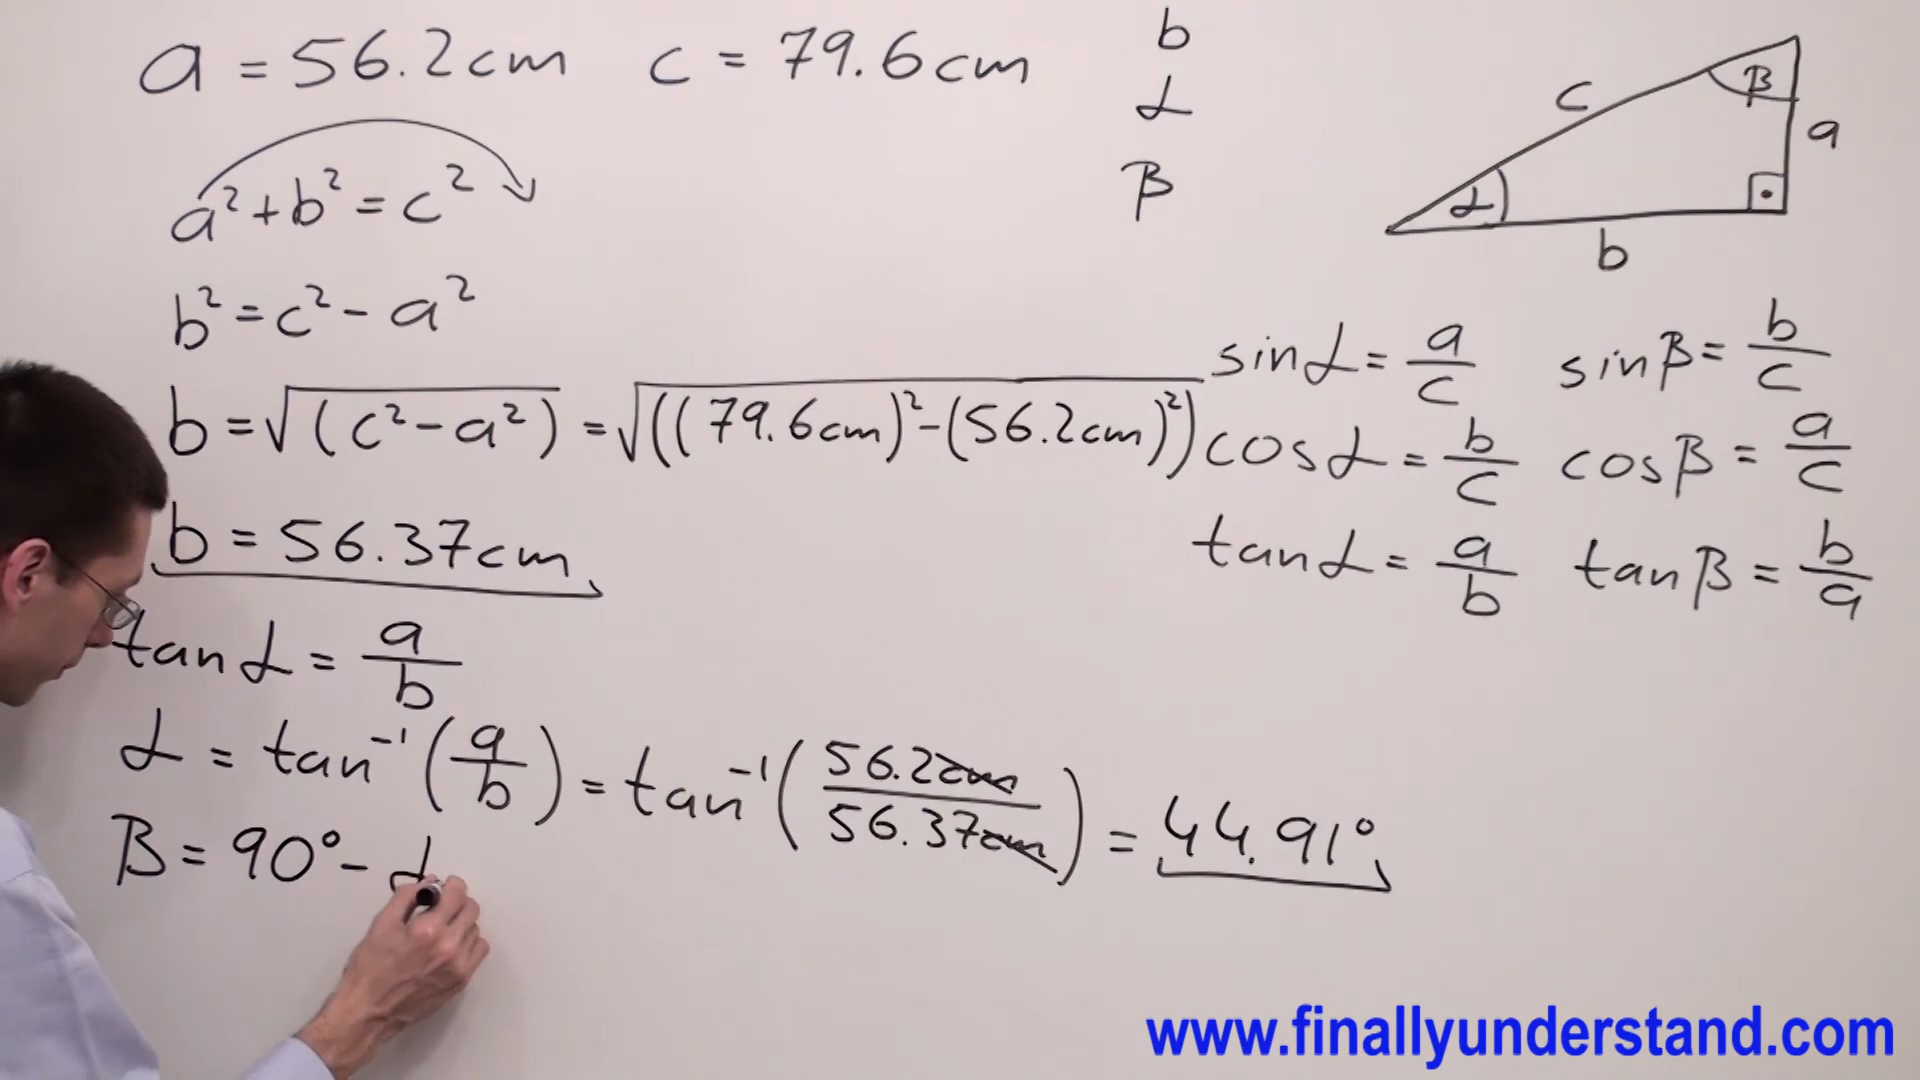 a = 56.2cm c = 79.6cm
b
α
β
c
β
a
α
b
a² + b² = c²
b² = c² - a²
b = √(c² - a²) = √((79.6cm)² - (56.2cm)²)
b = 56.37cm
sin α = a/c sin β = b/c
cos α = b/c cos β = a/c
tan α = a/b tan β = b/a
tan α = a/b
α = tan⁻¹(a/b) = tan⁻¹(56.2cm/56.37cm) = 44.91°
β = 90° - α
www.finallyunderstand.com